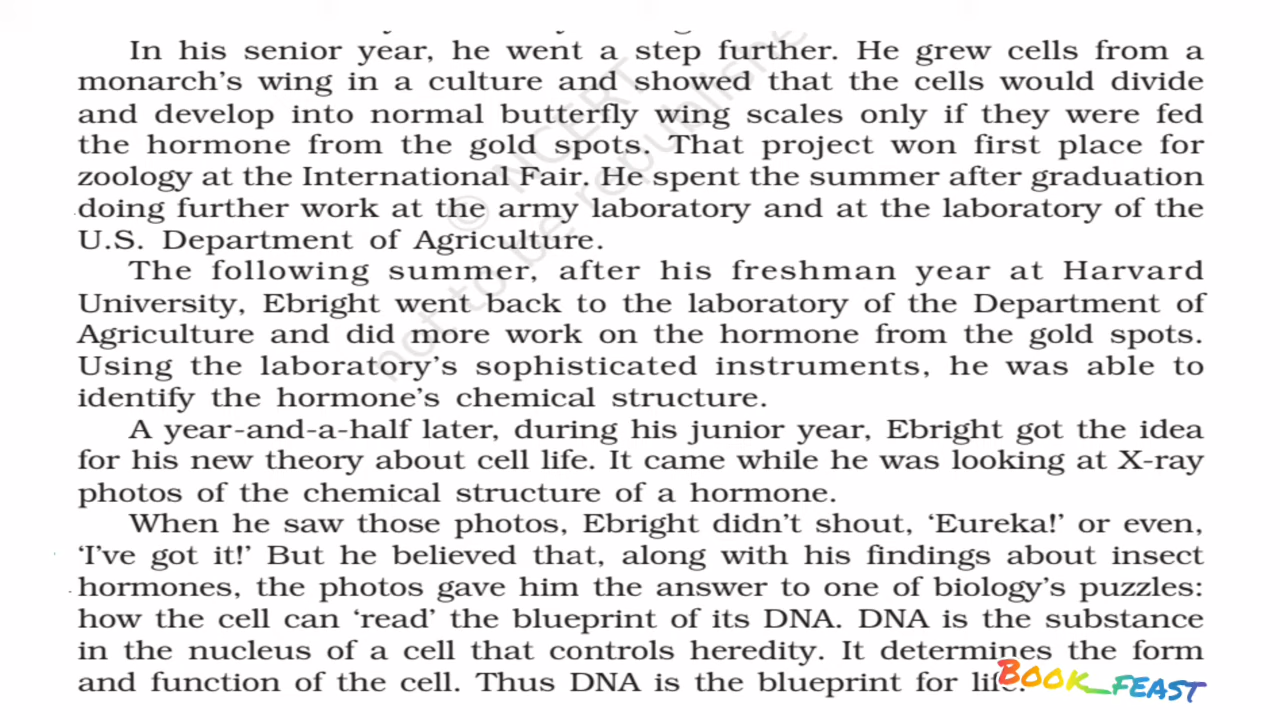 In his senior year, he went a step further. He grew cells from a
monarch's wing in a culture and showed that the cells would divide
and develop into normal butterfly wing scales only if they were fed
the hormone from the gold spots. That project won first place for
zoology at the International Fair. He spent the summer after graduation
doing further work at the army laboratory and at the laboratory of the
U.S. Department of Agriculture.
The following summer, after his freshman year at Harvard
University, Ebright went back to the laboratory of the Department of
Agriculture and did more work on the hormone from the gold spots.
Using the laboratory's sophisticated instruments, he was able to
identify the hormone's chemical structure.
A year-and-a-half later, during his junior year, Ebright got the idea
for his new theory about cell life. It came while he was looking at X-ray
photos of the chemical structure of a hormone.
When he saw those photos, Ebright didn't shout, ‘Eureka!’ or even,
‘I've got it!’ But he believed that, along with his findings about insect
hormones, the photos gave him the answer to one of biology's puzzles:
how the cell can ‘read’ the blueprint of its DNA. DNA is the substance
in the nucleus of a cell that controls heredity. It determines the form
and function of the cell. Thus DNA is the blueprint for life.
© NCERT
not to be republishe
BOOK_FEAST